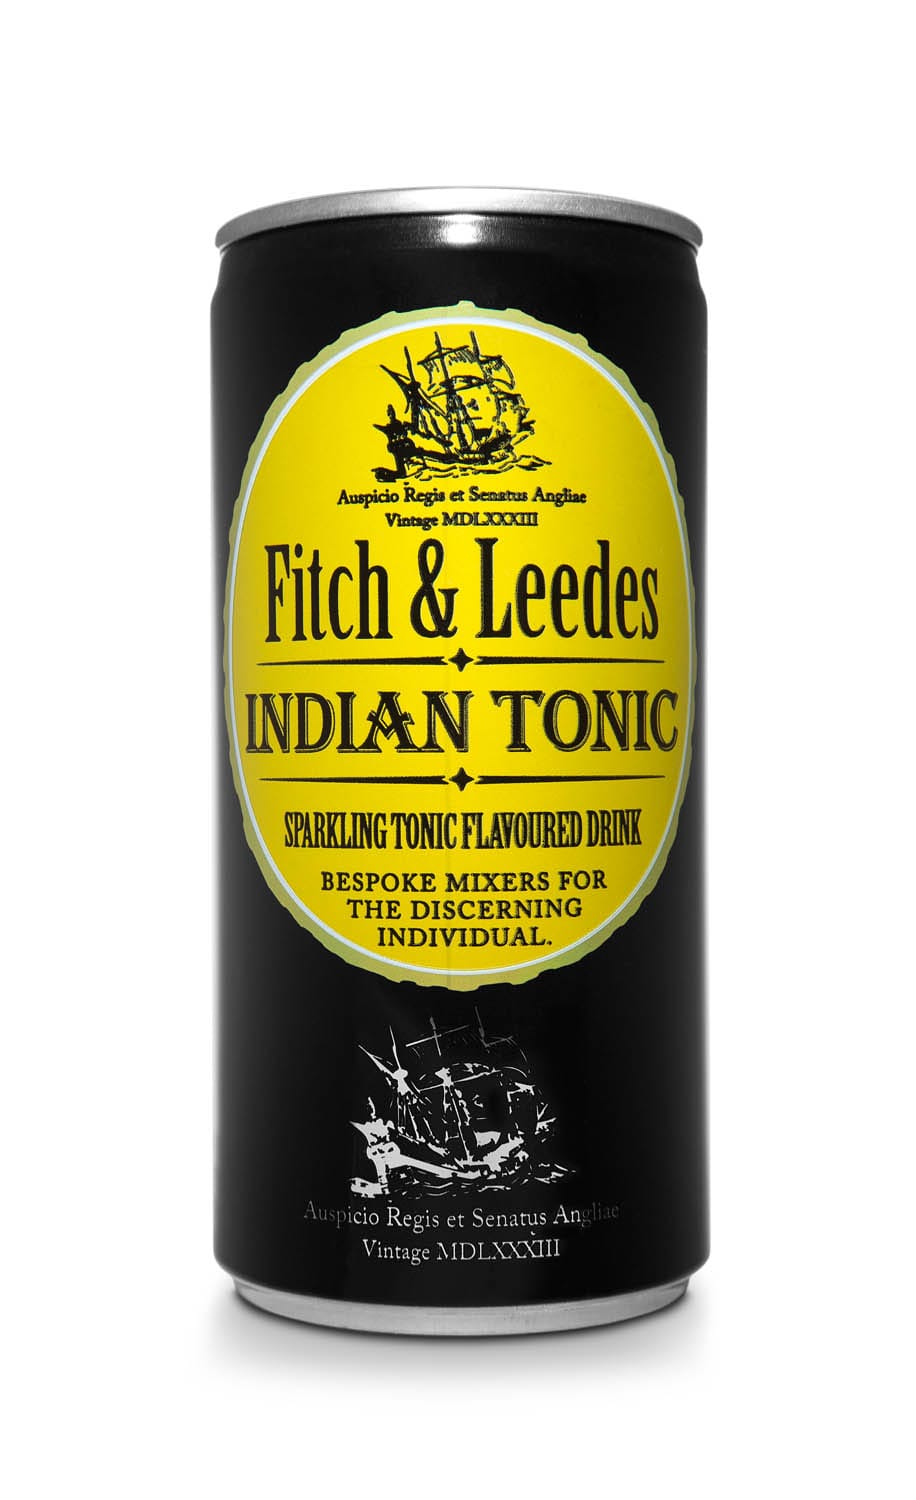 Auspicio Regis et Senatus Angliae
Vintage MDLXXXIII
Fitch & Leedes
INDIAN TONIC
SPARKLING TONIC FLAVOURED DRINK
BESPOKE MIXERS FOR
THE DISCERNING
INDIVIDUAL.
Auspicio Regis et Senatus Angliae
Vintage MDLXXXIII